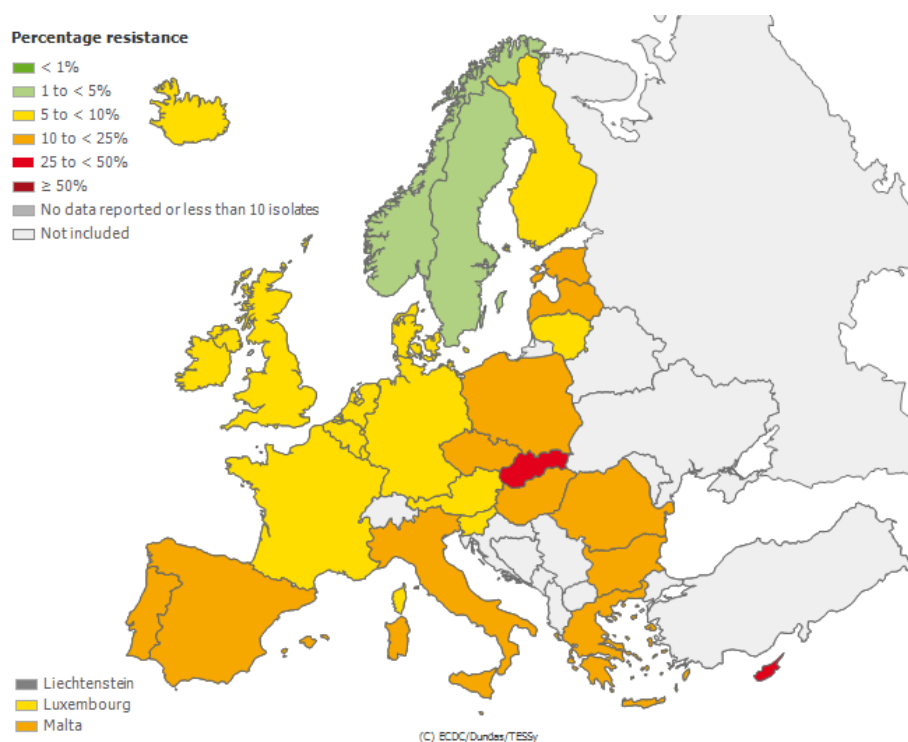 Percentage resistance
< 1%
1 to < 5%
5 to < 10%
10 to < 25%
25 to < 50%
≥ 50%
No data reported or less than 10 isolates
Not included
Liechtenstein
Luxembourg
Malta
(C) ECDC/Dundas/TESSy